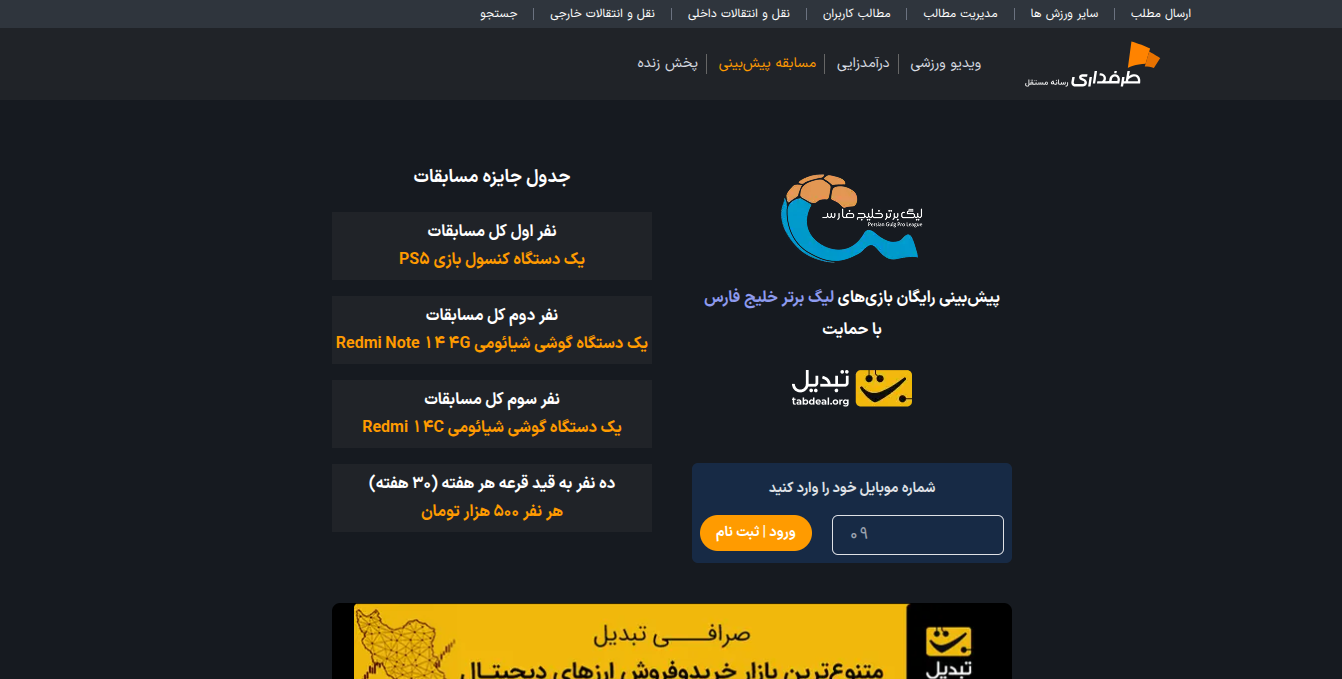 ارسال مطلب | سایر ورزش ها | مدیریت مطالب | مطالب کاربران | نقل و انتقالات داخلی | نقل و انتقالات خارجی | جستجو
طرفداری رسانه مستقل
ویدیو ورزشی | درآمدزایی | مسابقه پیش‌بینی | پخش زنده
لیگ برتر خلیج فارس
Persian Gulg Pro League
پیش‌بینی رایگان بازی‌های لیگ برتر خلیج فارس
با حمایت
تبدیل
tabdeal.org
شماره موبایل خود را وارد کنید
۰۹
ورود | ثبت نام
جدول جایزه مسابقات
نفر اول کل مسابقات
یک دستگاه کنسول بازی PS۵
نفر دوم کل مسابقات
یک دستگاه گوشی شیائومی Redmi Note ۱۴ ۴G
نفر سوم کل مسابقات
یک دستگاه گوشی شیائومی Redmi ۱۴C
ده نفر به قید قرعه هر هفته (۳۰ هفته)
هر نفر ۵۰۰ هزار تومان
تبدیل
صرافــــی تبدیل
متنوع‌ترین بازار خریدوفروش ارزهای دیجیتـال